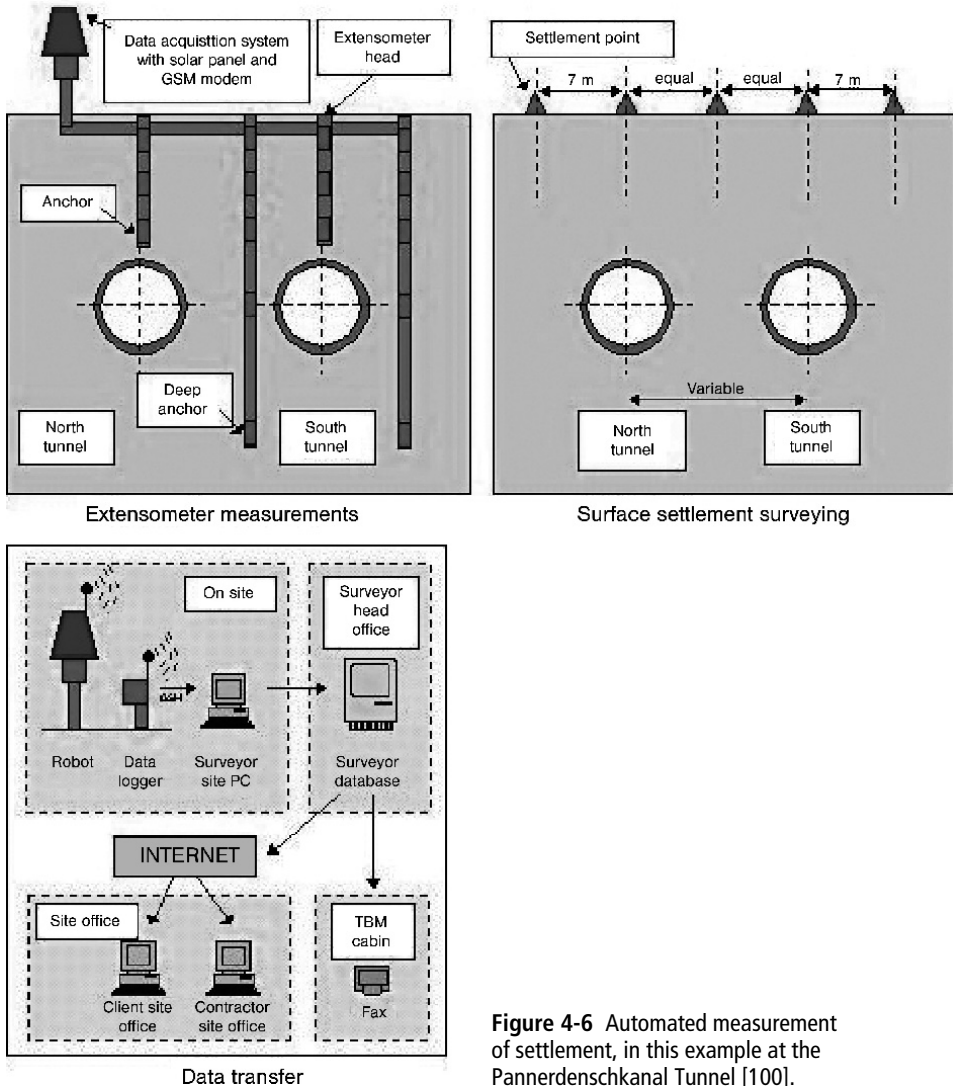 Data acquisttion system
with solar panel and
GSM modem
Extensometer
head
Anchor
Deep
anchor
North
tunnel
South
tunnel
Extensometer measurements
Settlement point
7 m
equal
equal
7 m
Variable
North
tunnel
South
tunnel
Surface settlement surveying
On site
Surveyor
head
office
Robot
Data
logger
Surveyor
site PC
Surveyor
database
INTERNET
Site office
TBM
cabin
Client site
office
Contractor
site office
Fax
Data transfer
Figure 4-6 Automated measurement
of settlement, in this example at the
Pannerdenschkanal Tunnel [100].